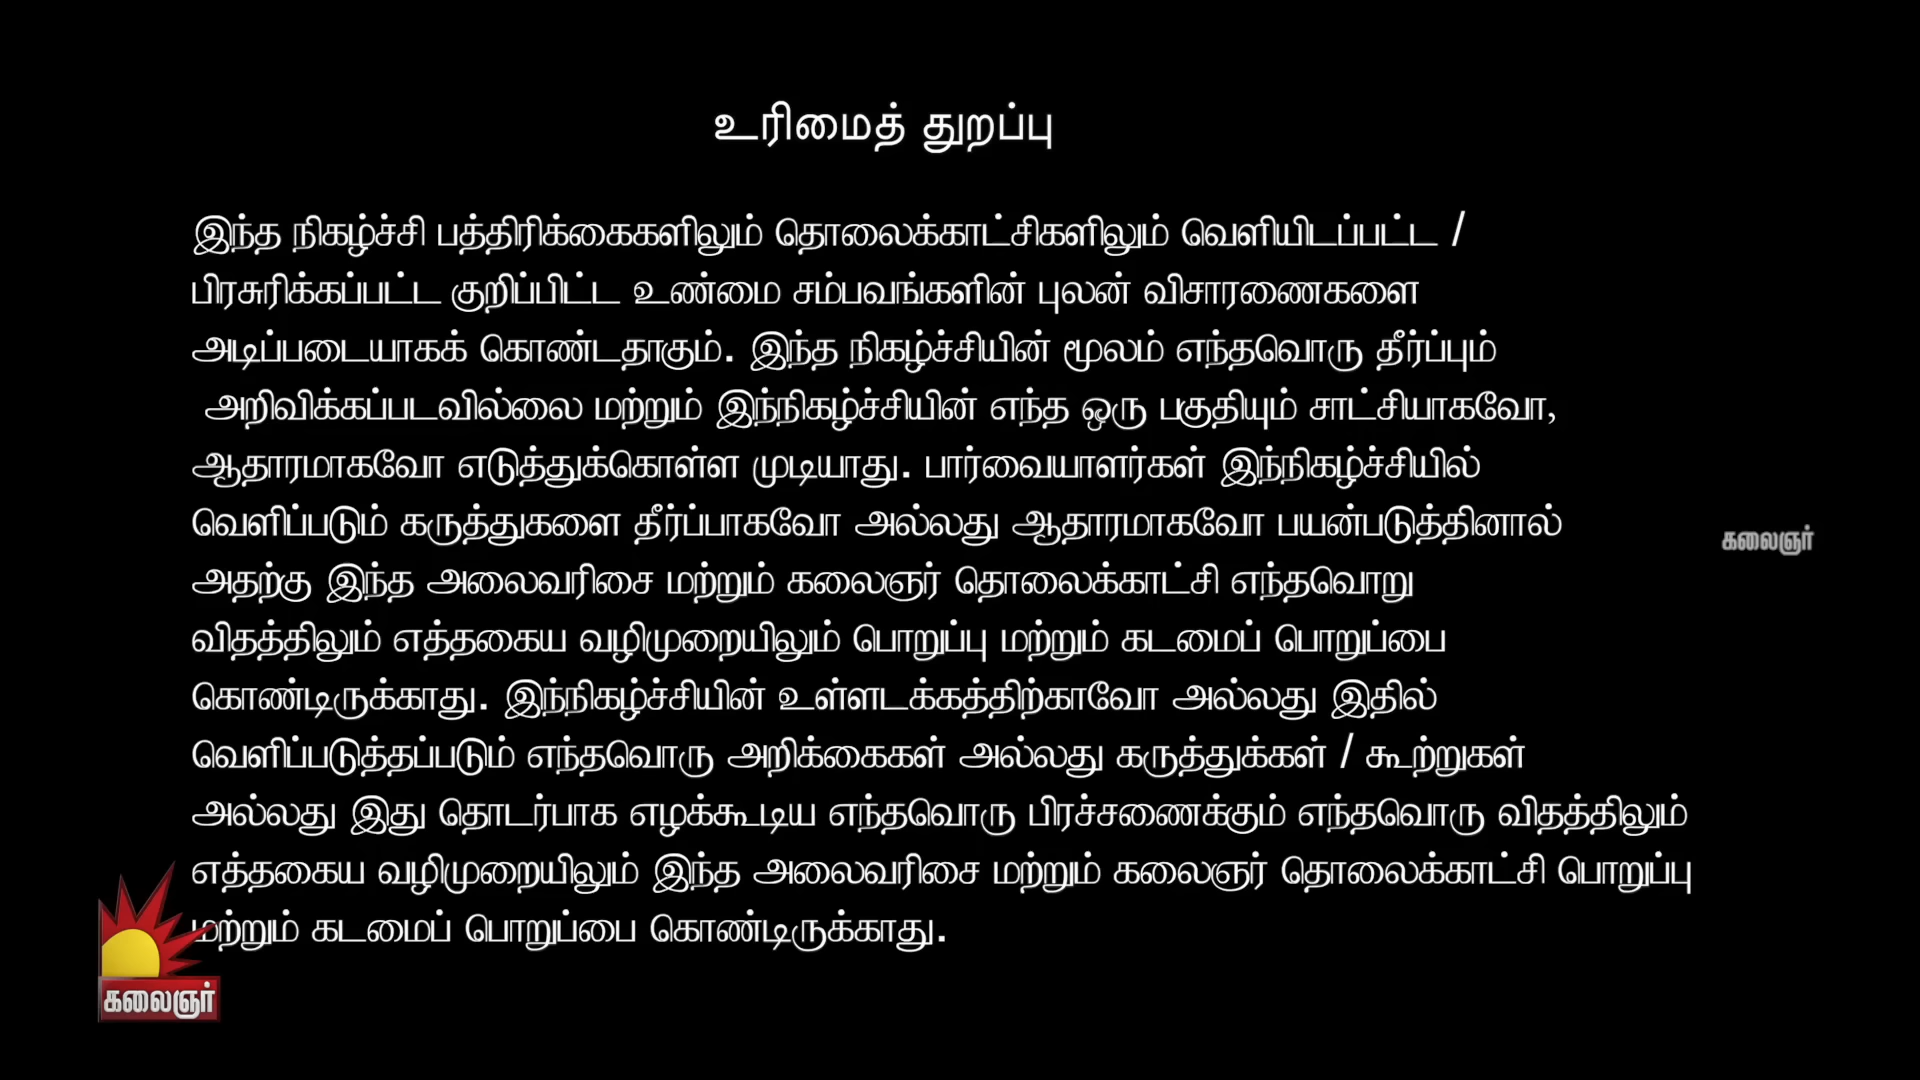 உரிமைத் துறப்பு
இந்த நிகழ்ச்சி பத்திரிக்கைகளிலும் தொலைக்காட்சிகளிலும் வெளியிடப்பட்ட /
பிரசுரிக்கப்பட்ட குறிப்பிட்ட உண்மை சம்பவங்களின் புலன் விசாரணைகளை
அடிப்படையாகக் கொண்டதாகும். இந்த நிகழ்ச்சியின் மூலம் எந்தவொரு தீர்ப்பும்
அறிவிக்கப்படவில்லை மற்றும் இந்நிகழ்ச்சியின் எந்த ஒரு பகுதியும் சாட்சியாகவோ,
ஆதாரமாகவோ எடுத்துக்கொள்ள முடியாது. பார்வையாளர்கள் இந்நிகழ்ச்சியில்
வெளிப்படும் கருத்துகளை தீர்ப்பாகவோ அல்லது ஆதாரமாகவோ பயன்படுத்தினால்
அதற்கு இந்த அலைவரிசை மற்றும் கலைஞர் தொலைக்காட்சி எந்தவொறு
விதத்திலும் எத்தகைய வழிமுறையிலும் பொறுப்பு மற்றும் கடமைப் பொறுப்பை
கொண்டிருக்காது. இந்நிகழ்ச்சியின் உள்ளடக்கத்திற்காவோ அல்லது இதில்
வெளிப்படுத்தப்படும் எந்தவொரு அறிக்கைகள் அல்லது கருத்துக்கள் / கூற்றுகள்
அல்லது இது தொடர்பாக எழக்கூடிய எந்தவொரு பிரச்சணைக்கும் எந்தவொரு விதத்திலும்
எத்தகைய வழிமுறையிலும் இந்த அலைவரிசை மற்றும் கலைஞர் தொலைக்காட்சி பொறுப்பு
மற்றும் கடமைப் பொறுப்பை கொண்டிருக்காது.
கலைஞர்
கலைஞர்